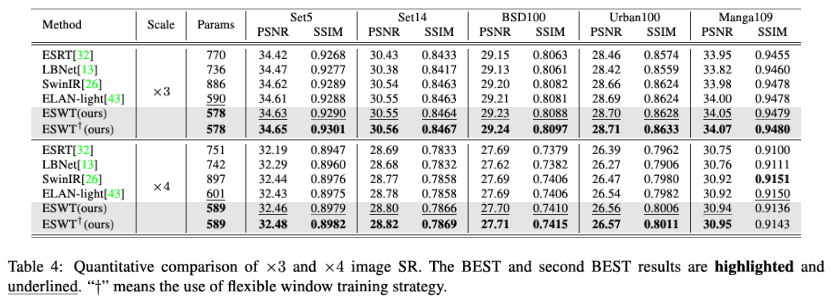 Method Scale Params Set5 Set14 BSD100 Urban100 Manga109
PSNR SSIM PSNR SSIM PSNR SSIM PSNR SSIM PSNR SSIM
ESRT[32] 770 34.42 0.9268 30.43 0.8433 29.15 0.8063 28.46 0.8574 33.95 0.9455
LBNet[13] 736 34.47 0.9277 30.38 0.8417 29.13 0.8061 28.42 0.8559 33.82 0.9460
SwinIR[26] ×3 886 34.62 0.9289 30.54 0.8463 29.20 0.8082 28.66 0.8624 33.98 0.9478
ELAN-light[43] 590 34.61 0.9288 30.55 0.8463 29.21 0.8081 28.69 0.8624 34.00 0.9478
ESWT(ours) 578 34.63 0.9290 30.55 0.8464 29.23 0.8088 28.70 0.8628 34.05 0.9479
ESWT†(ours) 578 34.65 0.9301 30.56 0.8467 29.24 0.8097 28.71 0.8633 34.07 0.9480
ESRT[32] 751 32.19 0.8947 28.69 0.7833 27.69 0.7379 26.39 0.7962 30.75 0.9100
LBNet[13] 742 32.29 0.8960 28.68 0.7832 27.62 0.7382 26.27 0.7906 30.76 0.9111
SwinIR[26] ×4 897 32.44 0.8976 28.77 0.7858 27.69 0.7406 26.47 0.7980 30.92 0.9151
ELAN-light[43] 601 32.43 0.8975 28.78 0.7858 27.69 0.7406 26.54 0.7982 30.92 0.9150
ESWT(ours) 589 32.46 0.8979 28.80 0.7866 27.70 0.7410 26.56 0.8006 30.94 0.9136
ESWT†(ours) 589 32.48 0.8982 28.82 0.7869 27.71 0.7415 26.57 0.8011 30.95 0.9143
Table 4: Quantitative comparison of ×3 and ×4 image SR. The BEST and second BEST results are highlighted and
underlined. “†” means the use of flexible window training strategy.